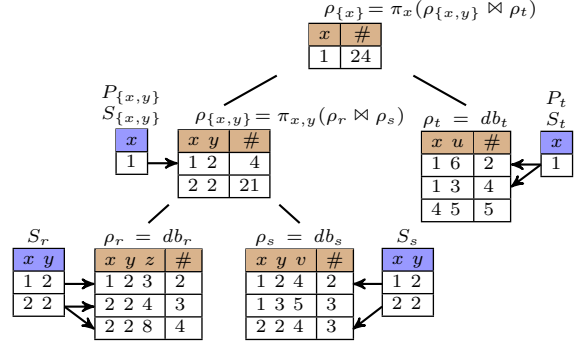 ρ_{x} = π_x(ρ_{x,y} ⋈ ρ_t)
x #
1 24
P_{x,y}
S_{x,y}
x
1
ρ_{x,y} = π_{x,y}(ρ_r ⋈ ρ_s)
x y #
1 2 4
2 2 21
ρ_t = db_t
x u #
1 6 2
1 3 4
4 5 5
P_t
S_t
x
1
S_r
x y
1 2
2 2
ρ_r = db_r
x y z #
1 2 3 2
2 2 4 3
2 2 8 4
ρ_s = db_s
x y v #
1 2 4 2
1 3 5 3
2 2 4 3
S_s
x y
1 2
2 2